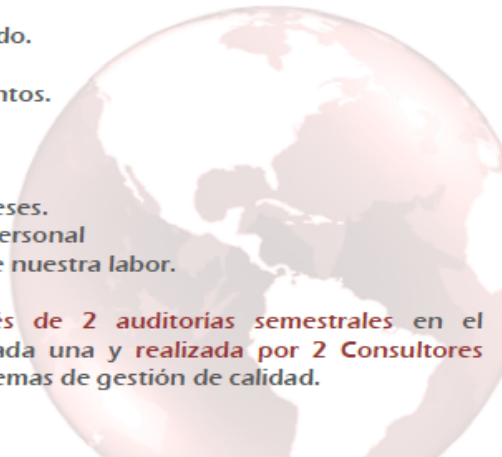 do.
ntos.
eses.
ersonal
e nuestra labor.
és de 2 auditorías semestrales en el
ada una y realizada por 2 Consultores
emas de gestión de calidad.